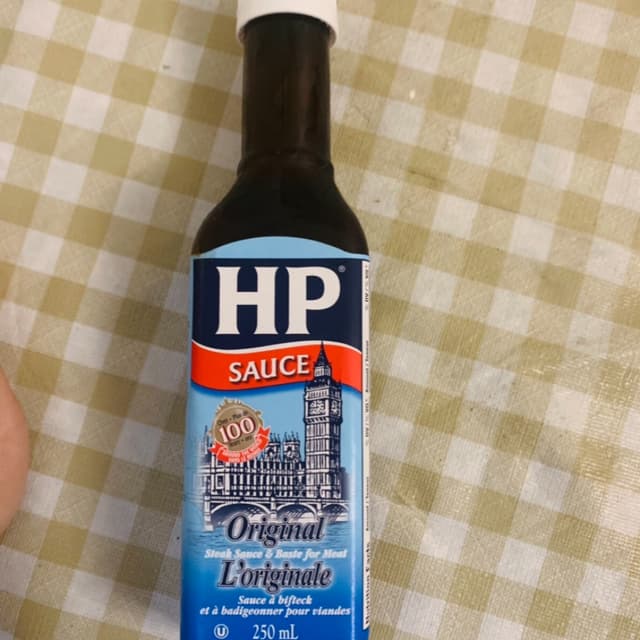 HP®
SAUCE
100
Original
Steak Sauce & Baste for Meat
L'originale
Sauce à bifteck
et à badigeonner pour viandes
U 250 mL